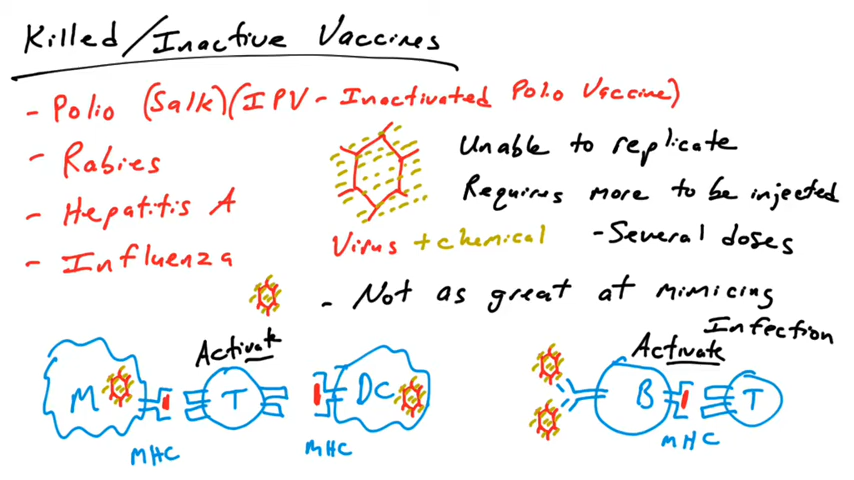 Killed/Inactive Vaccines
- Polio (Salk)(IPV - Inactivated Polio Vaccine)
- Rabies
- Hepatitis A
- Influenza
Virus + chemical
Unable to replicate
Requires more to be injected
- Several doses
- Not as great at mimicing
Infection
Activate
M
T
DC
MHC
MHC
Activate
B
T
MHC